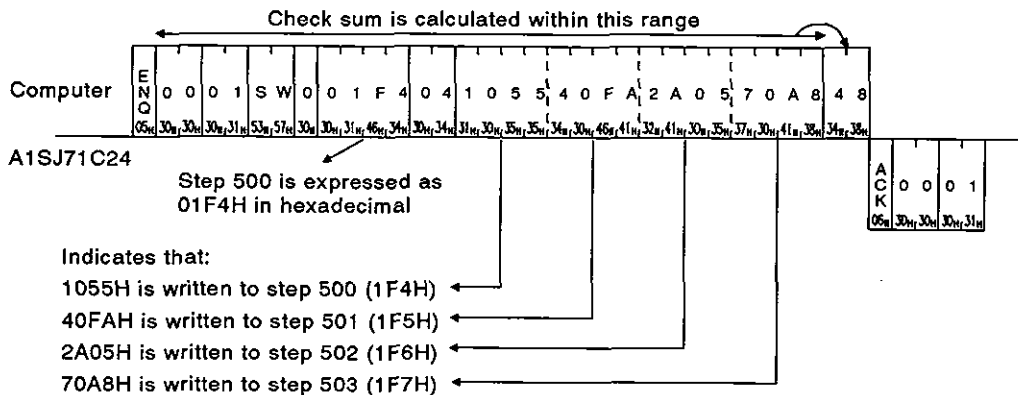 Check sum is calculated within this range
Computer
ENQ 0 0 0 1 S W 0 0 1 F 4 0 4 1 0 5 5 4 0 F A 2 A 0 5 7 0 A 8 4 8
05H 30H 30H 30H 31H 53H 57H 30H 30H 31H 46H 34H 30H 34H 31H 30H 35H 35H 34H 30H 46H 41H 32H 41H 30H 35H 37H 30H 41H 38H 34H 38H
A1SJ71C24
ACK 0 0 0 1
06H 30H 30H 30H 31H
Step 500 is expressed as
01F4H in hexadecimal
Indicates that:
1055H is written to step 500 (1F4H)
40FAH is written to step 501 (1F5H)
2A05H is written to step 502 (1F6H)
70A8H is written to step 503 (1F7H)